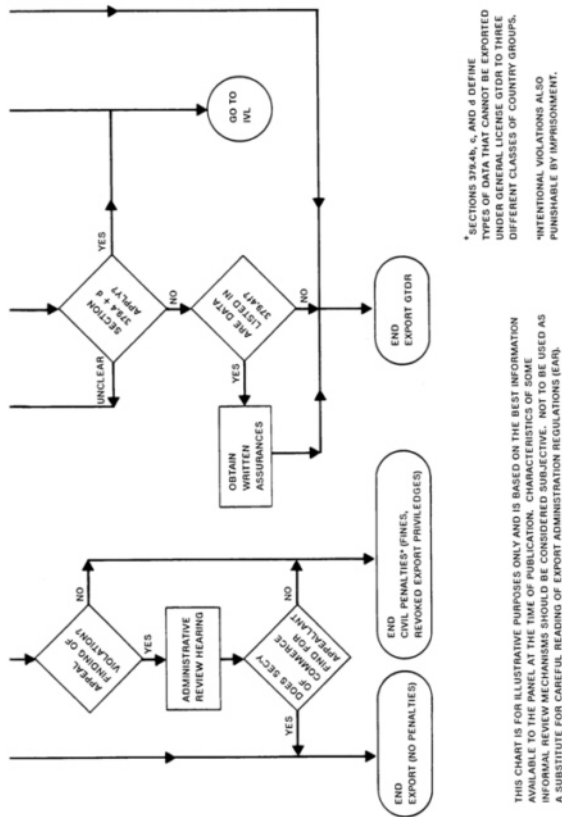 APPEAL
FINDING OF
VIOLATION?
NO
YES
ADMINISTRATIVE
REVIEW HEARING
DOES SEC'Y
OF
COMMERCE
FIND FOR
APPEALLANT
NO
YES
END
EXPORT (NO PENALTIES)
END
CIVIL PENALTIES* (FINES,
REVOKED EXPORT PRIVILEDGES)
SECTION
379.4 + d
APPLY?
UNCLEAR
YES
GO TO
IVL
NO
ARE DATA
LISTED IN
379.4f?
YES
NO
OBTAIN
WRITTEN
ASSURANCES
END
EXPORT GTDR
THIS CHART IS FOR ILLUSTRATIVE PURPOSES ONLY AND IS BASED ON THE BEST INFORMATION
AVAILABLE TO THE PANEL AT THE TIME OF PUBLICATION. CHARACTERISTICS OF SOME
INFORMAL REVIEW MECHANISMS SHOULD BE CONSIDERED SUBJECTIVE. NOT TO BE USED AS
A SUBSTITUTE FOR CAREFUL READING OF EXPORT ADMINISTRATION REGULATIONS (EAR).
* SECTIONS 379.4b, c, AND d DEFINE
TYPES OF DATA THAT CANNOT BE EXPORTED
UNDER GENERAL LICENSE GTDR TO THREE
DIFFERENT CLASSES OF COUNTRY GROUPS.
*INTENTIONAL VIOLATIONS ALSO
PUNISHABLE BY IMPRISONMENT.